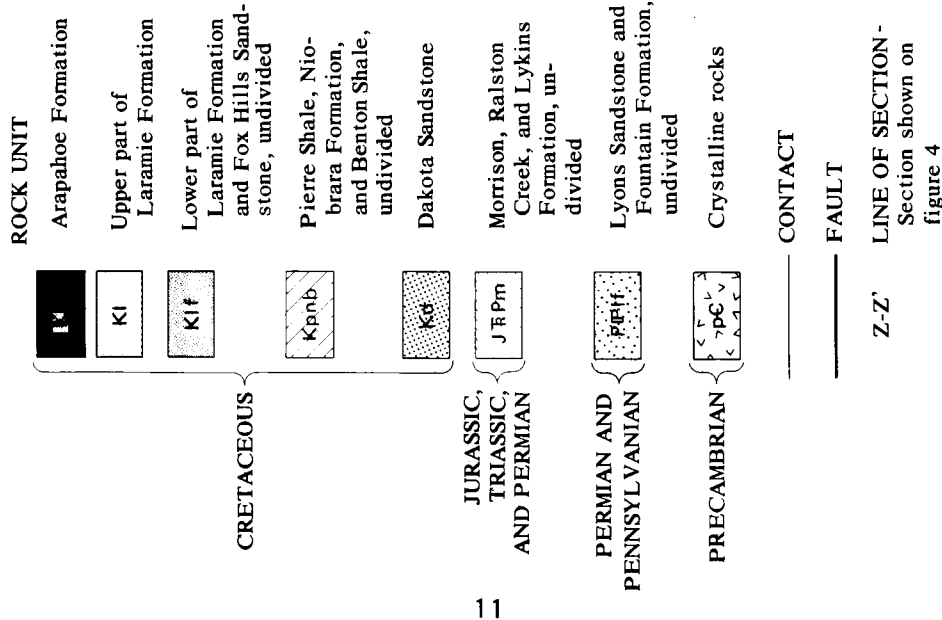 ROCK UNIT
Arapahoe Formation
Kl
Upper part of
Laramie Formation
Klf
Lower part of
Laramie Formation
and Fox Hills Sand-
stone, undivided
Kpnb
Pierre Shale, Nio-
brara Formation,
and Benton Shale,
undivided
Kd
Dakota Sandstone
CRETACEOUS
JȒPm
Morrison, Ralston
Creek, and Lykins
Formation, un-
divided
JURASSIC,
TRIASSIC,
AND PERMIAN
Lyons Sandstone and
Fountain Formation,
undivided
PERMIAN AND
PENNSYLVANIAN
p€
Crystalline rocks
PRECAMBRIAN
CONTACT
FAULT
Z-Z'
LINE OF SECTION-
Section shown on
figure 4
11